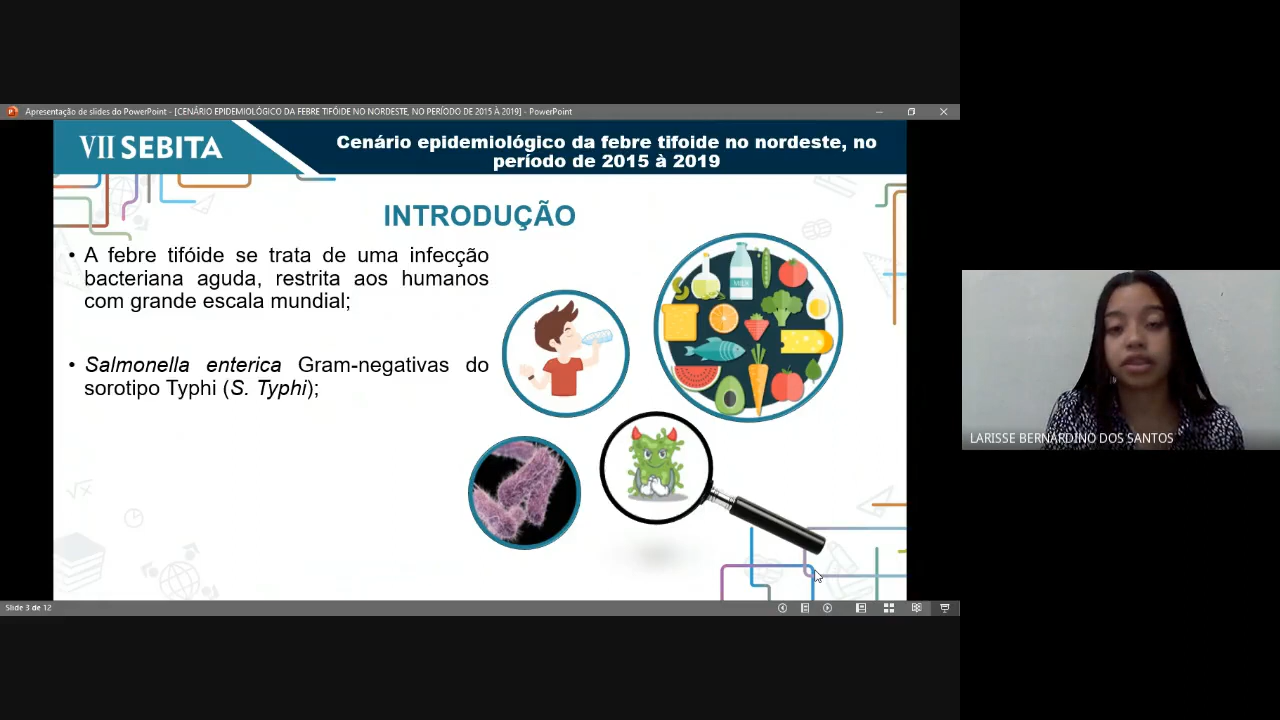 Apresentação de slides do PowerPoint - [CENÁRIO EPIDEMIOLÓGICO DA FEBRE TIFÓIDE NO NORDESTE, NO PERÍODO DE 2015 À 2019] - PowerPoint
VII SEBITA
Cenário epidemiológico da febre tifoide no nordeste, no
período de 2015 à 2019
INTRODUÇÃO
• A febre tifóide se trata de uma infecção
bacteriana aguda, restrita aos humanos
com grande escala mundial;
• Salmonella enterica Gram-negativas do
sorotipo Typhi (S. Typhi);
MILK
LARISSE BERNARDINO DOS SANTOS
Slide 3 de 12